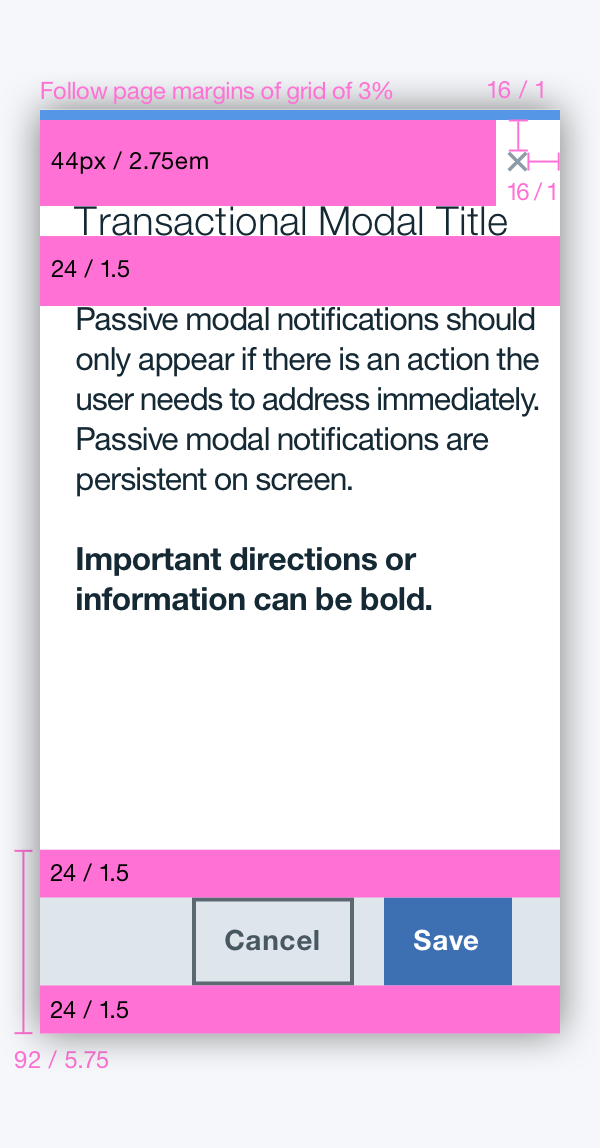 Follow page margins of grid of 3%
16 / 1
44px / 2.75em
16 / 1
Transactional Modal Title
24 / 1.5
Passive modal notifications should
only appear if there is an action the
user needs to address immediately.
Passive modal notifications are
persistent on screen.
Important directions or
information can be bold.
24 / 1.5
Cancel
Save
24 / 1.5
92 / 5.75